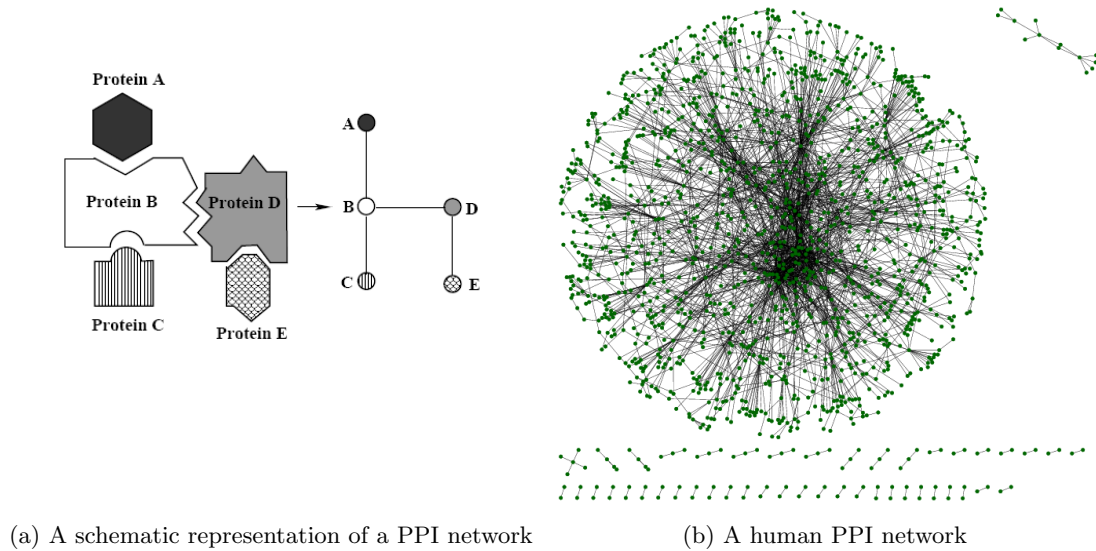 Protein A
Protein B
Protein D
Protein C
Protein E
A
B
D
C
E
(a) A schematic representation of a PPI network
(b) A human PPI network